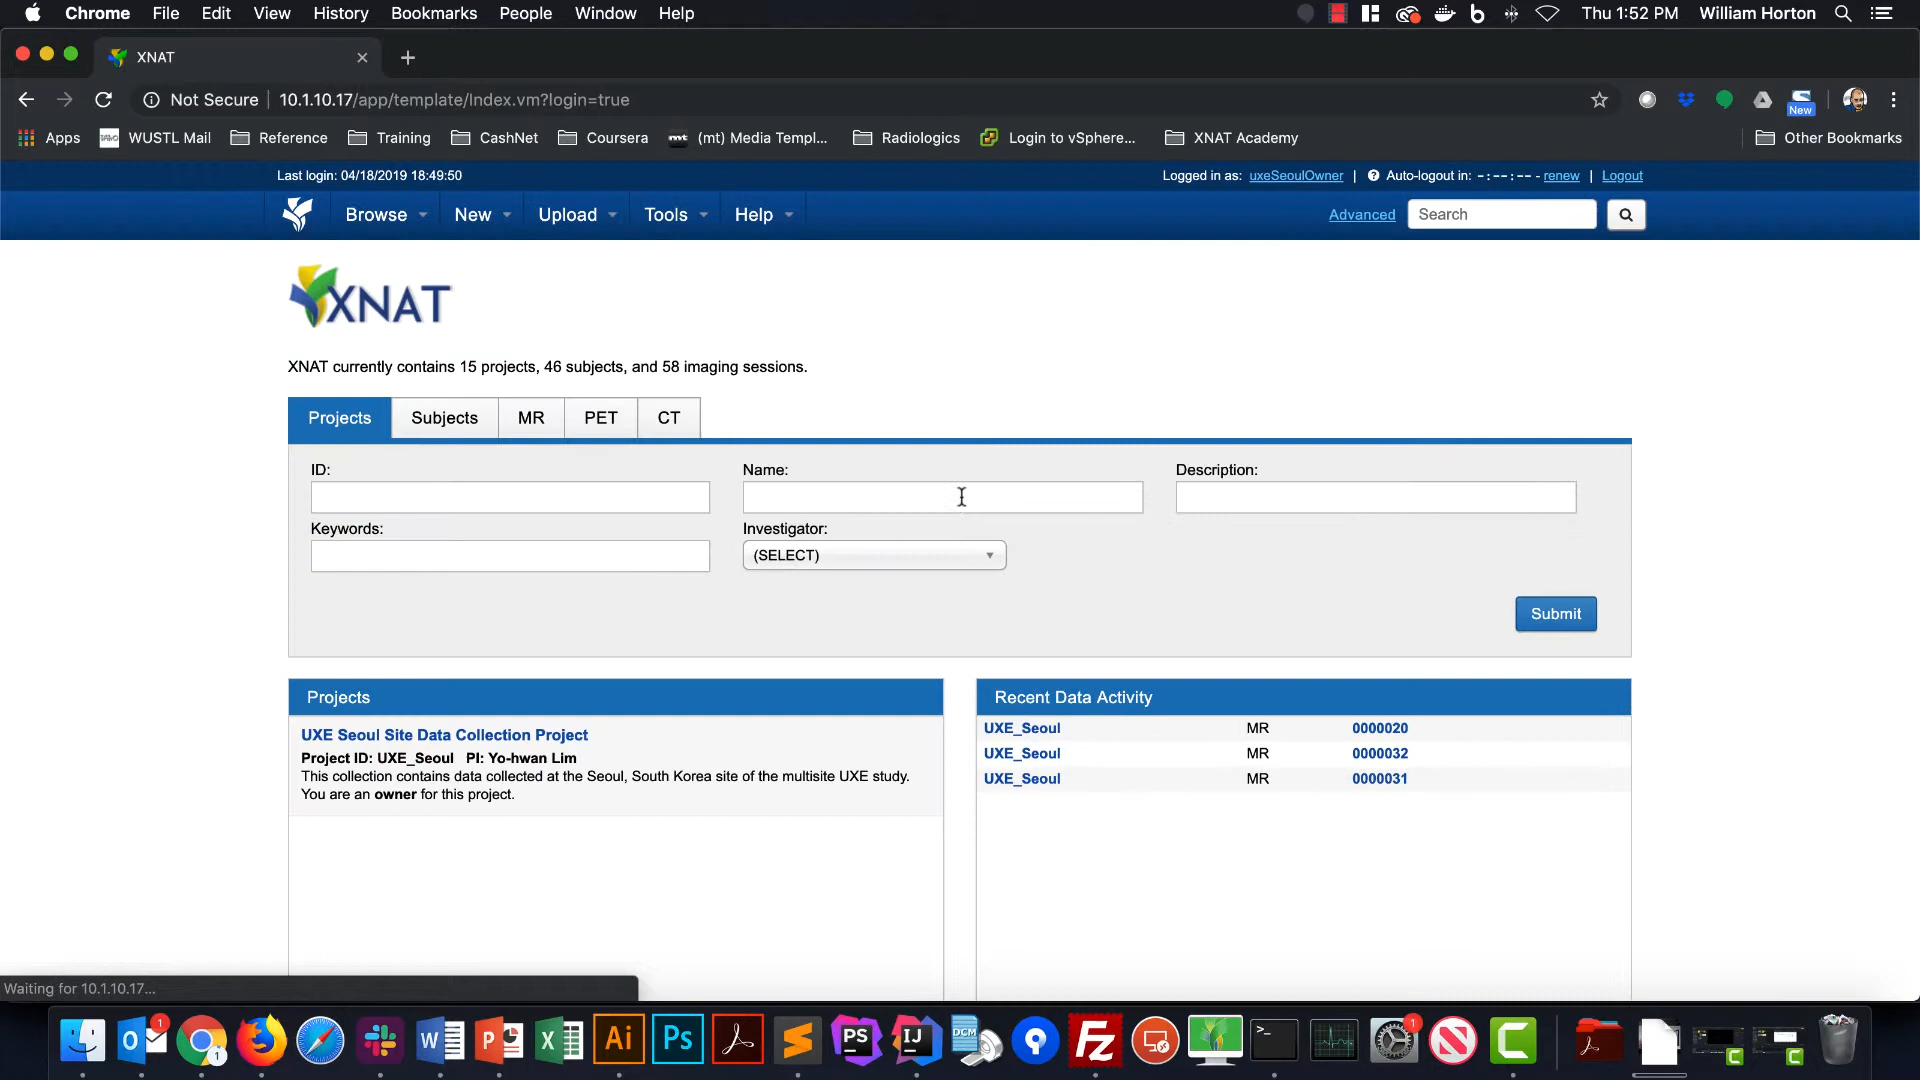 Chrome File Edit View History Bookmarks People Window Help Thu 1:52 PM William Horton
XNAT
Not Secure 10.1.10.17/app/template/Index.vm?login=true New
Apps WUSTL Mail Reference Training CashNet Coursera (mt) Media Templ... Radiologics Login to vSphere... XNAT Academy Other Bookmarks
Last login: 04/18/2019 18:49:50 Logged in as: uxeSeoulOwner | Auto-logout in: -:--:-- - renew | Logout
Browse New Upload Tools Help Advanced Search
XNAT
XNAT currently contains 15 projects, 46 subjects, and 58 imaging sessions.
Projects Subjects MR PET CT
ID: Name: Description:
Keywords: Investigator:
(SELECT)
Submit
Projects Recent Data Activity
UXE Seoul Site Data Collection Project
Project ID: UXE_Seoul PI: Yo-hwan Lim
This collection contains data collected at the Seoul, South Korea site of the multisite UXE study.
You are an owner for this project.
UXE_Seoul MR 0000020
UXE_Seoul MR 0000032
UXE_Seoul MR 0000031
Waiting for 10.1.10.17...